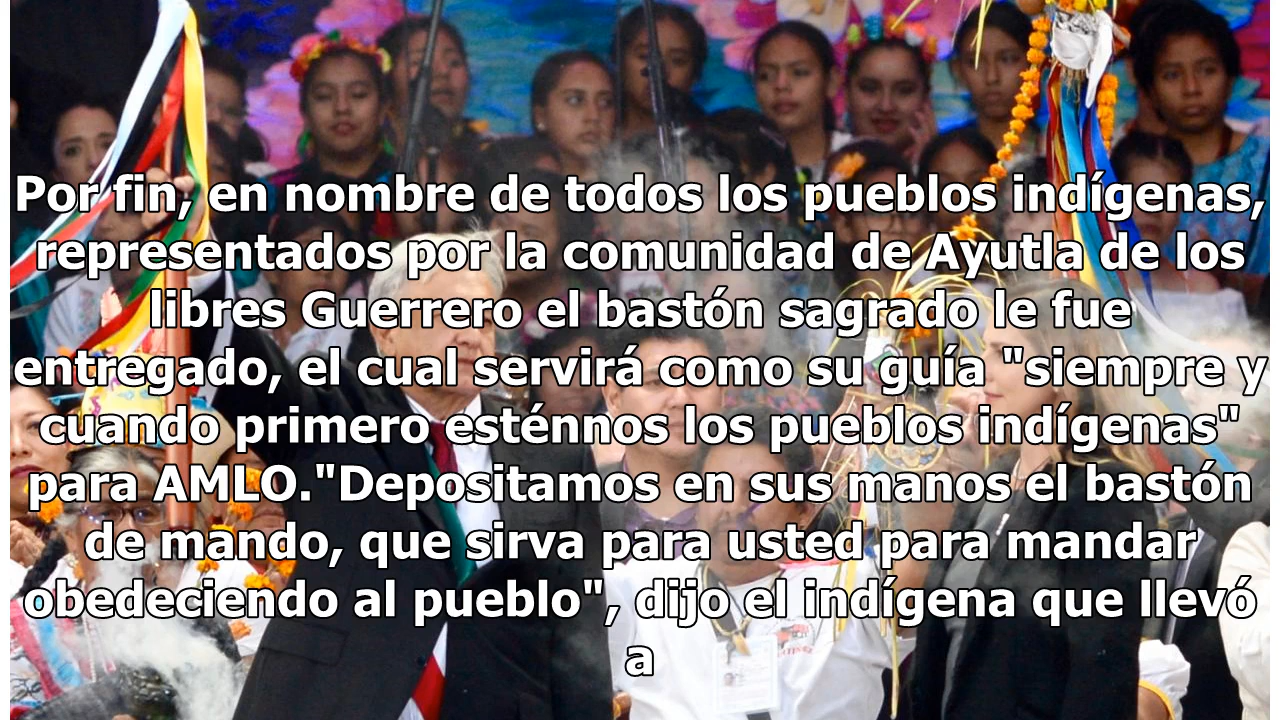 Por fin, en nombre de todos los pueblos indígenas,
representados por la comunidad de Ayutla de los
libres Guerrero el bastón sagrado le fue
entregado, el cual servirá como su guía "siempre y
cuando primero esténnos los pueblos indígenas"
para AMLO."Depositamos en sus manos el bastón
de mando, que sirva para usted para mandar
obedeciendo al pueblo", dijo el indígena que llevó
a